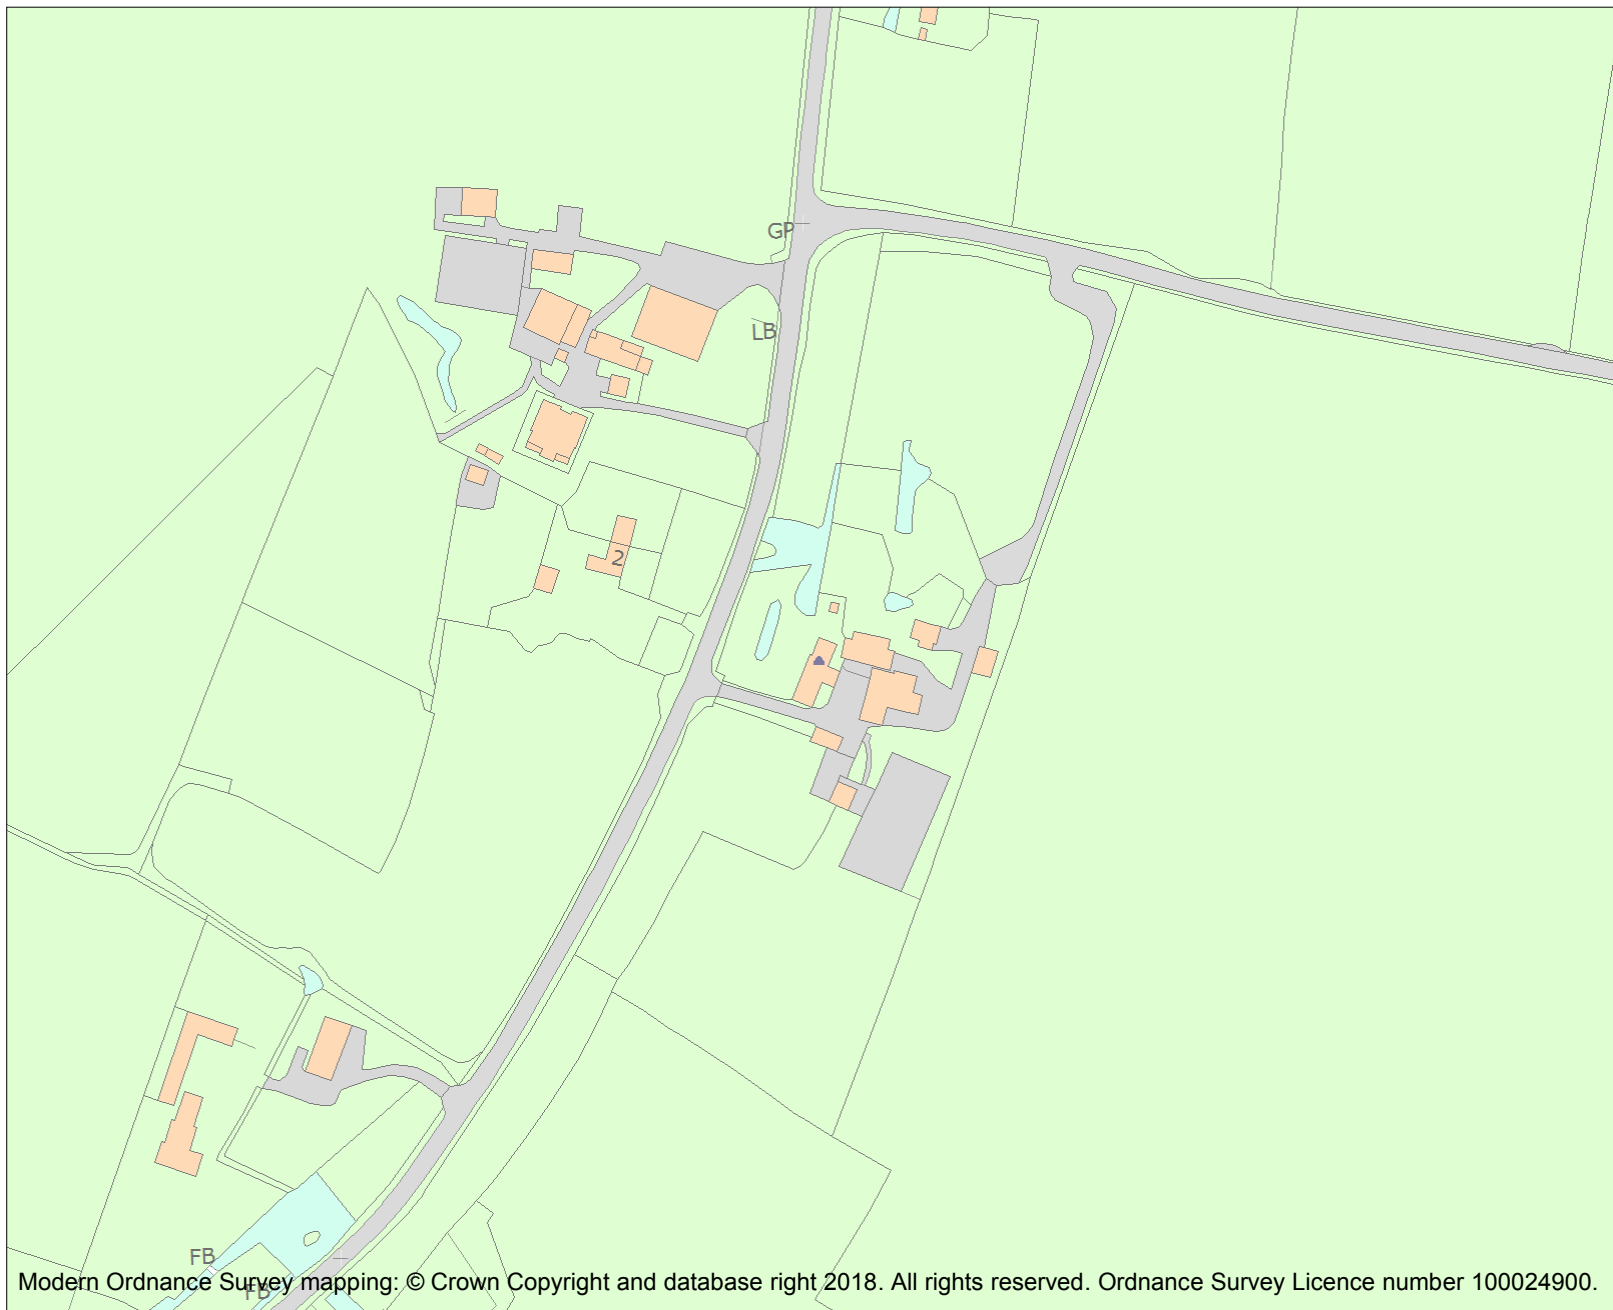 GP
LB
2
FB
FB
Modern Ordnance Survey mapping: © Crown Copyright and database right 2018. All rights reserved. Ordnance Survey Licence number 100024900.